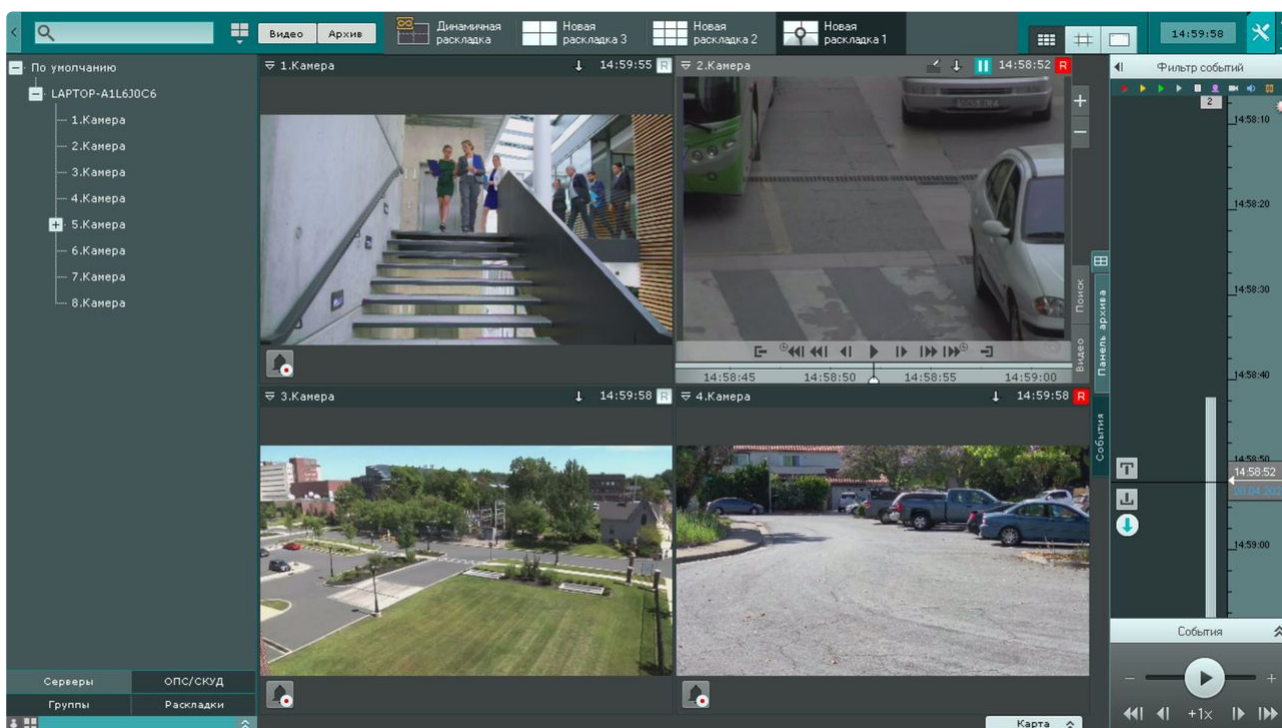 Видео
Архив
Динамичная
раскладка
Новая
раскладка 3
Новая
раскладка 2
Новая
раскладка 1
14:59:58
По умолчанию
LAPTOP-A1L6J0C6
1.Камера
2.Камера
3.Камера
4.Камера
5.Камера
6.Камера
7.Камера
8.Камера
Серверы
ОПС/СКУД
Группы
Раскладки
1.Камера
14:59:55
R
2.Камера
14:58:52
R
Поиск
Видео
14:58:45
14:58:50
14:58:55
14:59:00
3.Камера
14:59:58
R
4.Камера
14:59:58
R
Карта
Панель архива
События
Фильтр событий
2
14:58:10
14:58:20
14:58:30
14:58:40
14:58:50
14:58:52
14:59:00
События
+1x